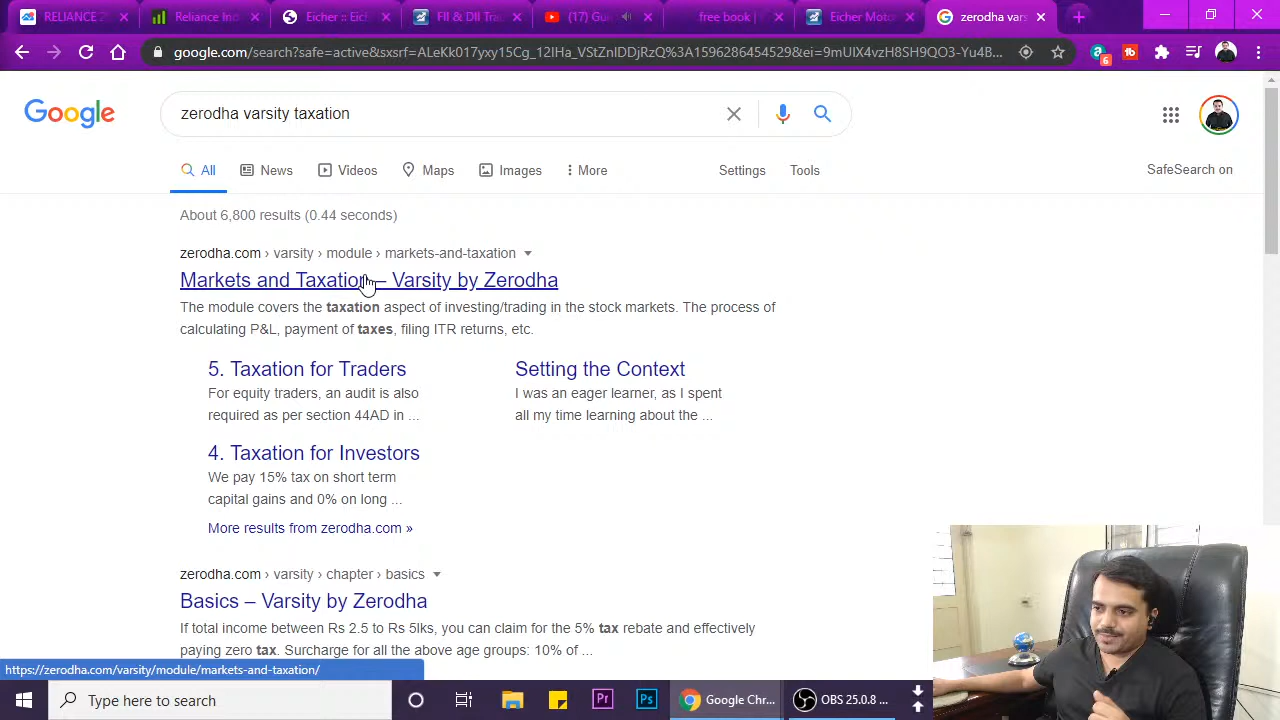 RELIANCE 2
Reliance Ind
Eicher :: Eich
FII & DII Tra
(17) Gui
free book |
Eicher Moto
zerodha vars
google.com/search?safe=active&sxsrf=ALeKk017yxy15Cg_12IHa_VStZnIDDjRzQ%3A1596286454529&ei=9mUlX4vzH8SH9QO3-Yu4B...
6
Google
zerodha varsity taxation
All
News
Videos
Maps
Images
More
Settings
Tools
SafeSearch on
About 6,800 results (0.44 seconds)
zerodha.com › varsity › module › markets-and-taxation
Markets and Taxation – Varsity by Zerodha
The module covers the taxation aspect of investing/trading in the stock markets. The process of
calculating P&L, payment of taxes, filing ITR returns, etc.
5. Taxation for Traders
For equity traders, an audit is also
required as per section 44AD in ...
Setting the Context
I was an eager learner, as I spent
all my time learning about the ...
4. Taxation for Investors
We pay 15% tax on short term
capital gains and 0% on long ...
More results from zerodha.com »
zerodha.com › varsity › chapter › basics
Basics – Varsity by Zerodha
If total income between Rs 2.5 to Rs 5lks, you can claim for the 5% tax rebate and effectively
paying zero tax. Surcharge for all the above age groups: 10% of ...
https://zerodha.com/varsity/module/markets-and-taxation/
Type here to search
Pr
Ps
Google Chr...
OBS 25.0.8 ...